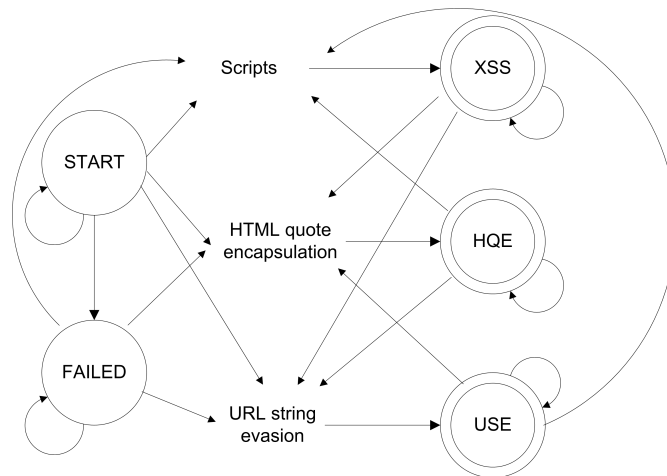 Scripts
XSS
START
HTML quote
encapsulation
HQE
FAILED
URL string
evasion
USE